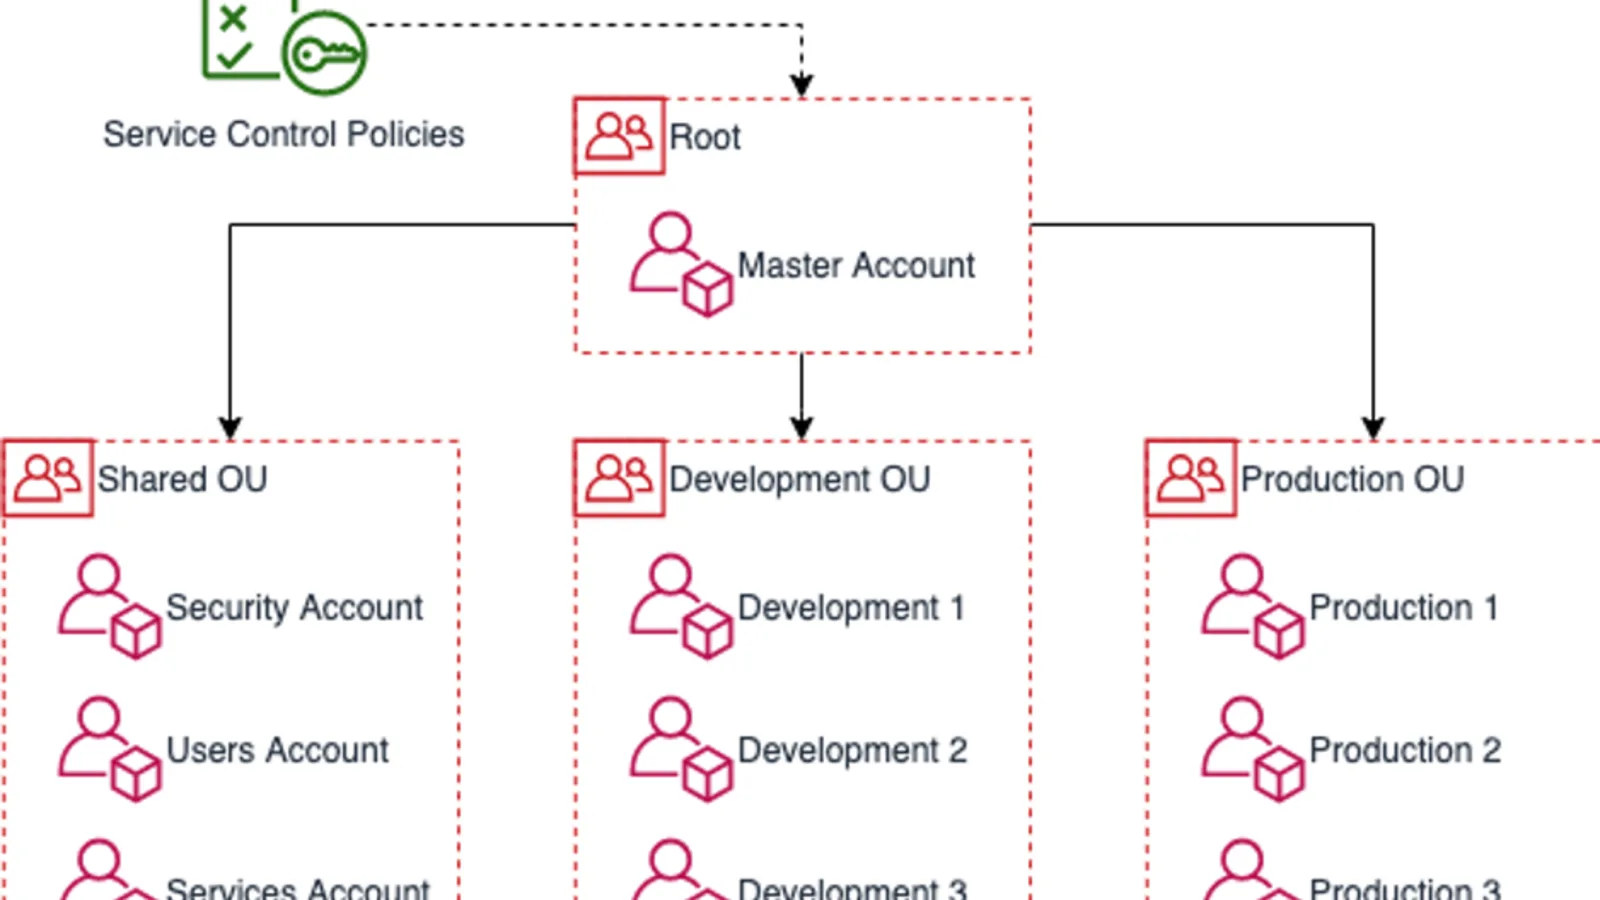 Service Control Policies
Root
Master Account
Shared OU
Security Account
Users Account
Services Account
Development OU
Development 1
Development 2
Development 3
Production OU
Production 1
Production 2
Production 3